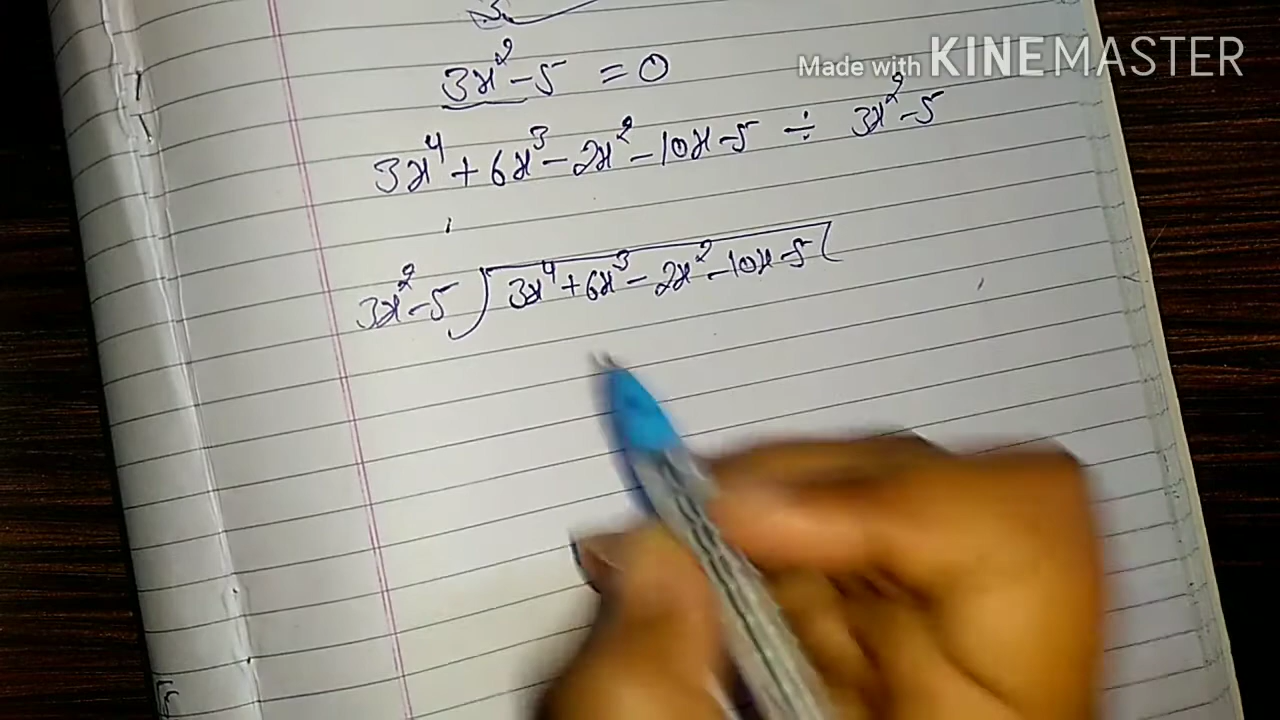 3x² - 5 = 0
Made with KINEMASTER
3x⁴ + 6x³ - 2x² - 10x - 5 ÷ 3x² - 5
3x² - 5 ) 3x⁴ + 6x³ - 2x² - 10x - 5 (